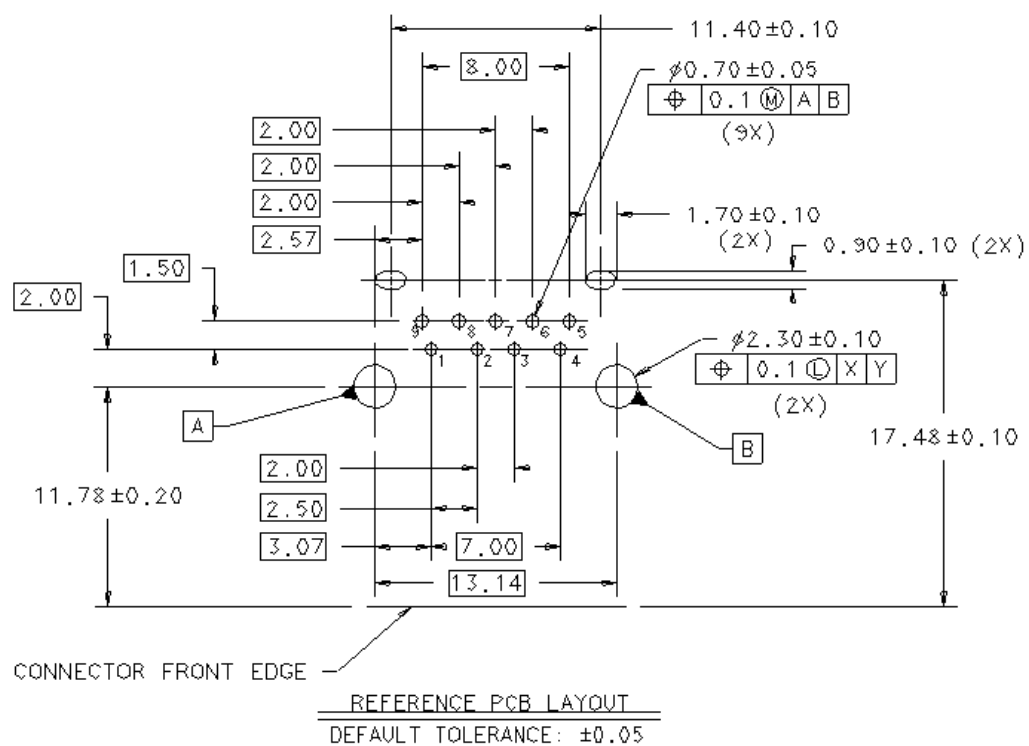 11.40±0.10
8.00
⌀0.70±0.05
⌖ 0.1 Ⓜ A B
(9X)
2.00
2.00
2.00
2.57
1.70±0.10
(2X)
0.90±0.10 (2X)
1.50
2.00
9 8 7 6 5
1 2 3 4
⌀2.30±0.10
⌖ 0.1 Ⓛ X Y
(2X)
A
B
17.48±0.10
2.00
11.78±0.20
2.50
3.07
7.00
13.14
CONNECTOR FRONT EDGE
REFERENCE PCB LAYOUT
DEFAULT TOLERANCE: ±0.05